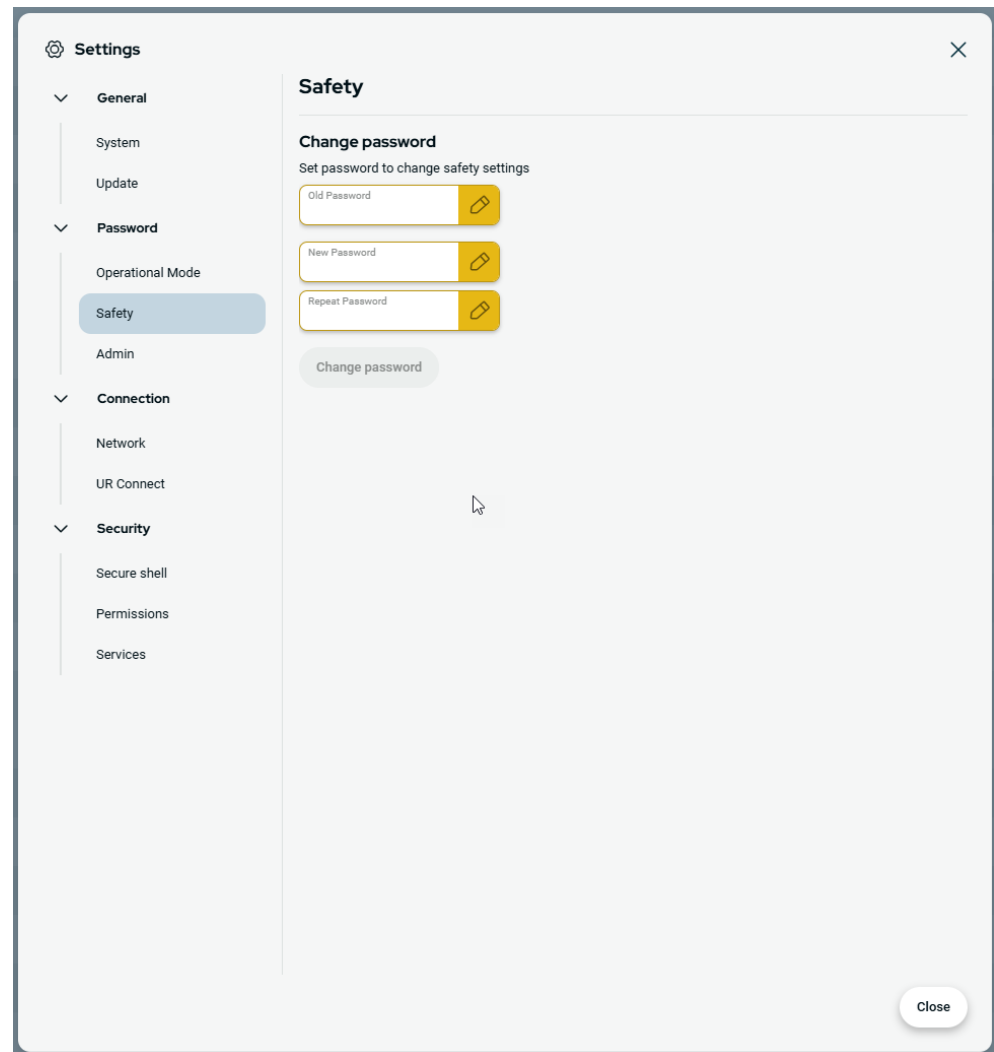 Settings
General
System
Update
Password
Operational Mode
Safety
Admin
Connection
Network
UR Connect
Security
Secure shell
Permissions
Services
Safety
Change password
Set password to change safety settings
Old Password
New Password
Repeat Password
Change password
Close